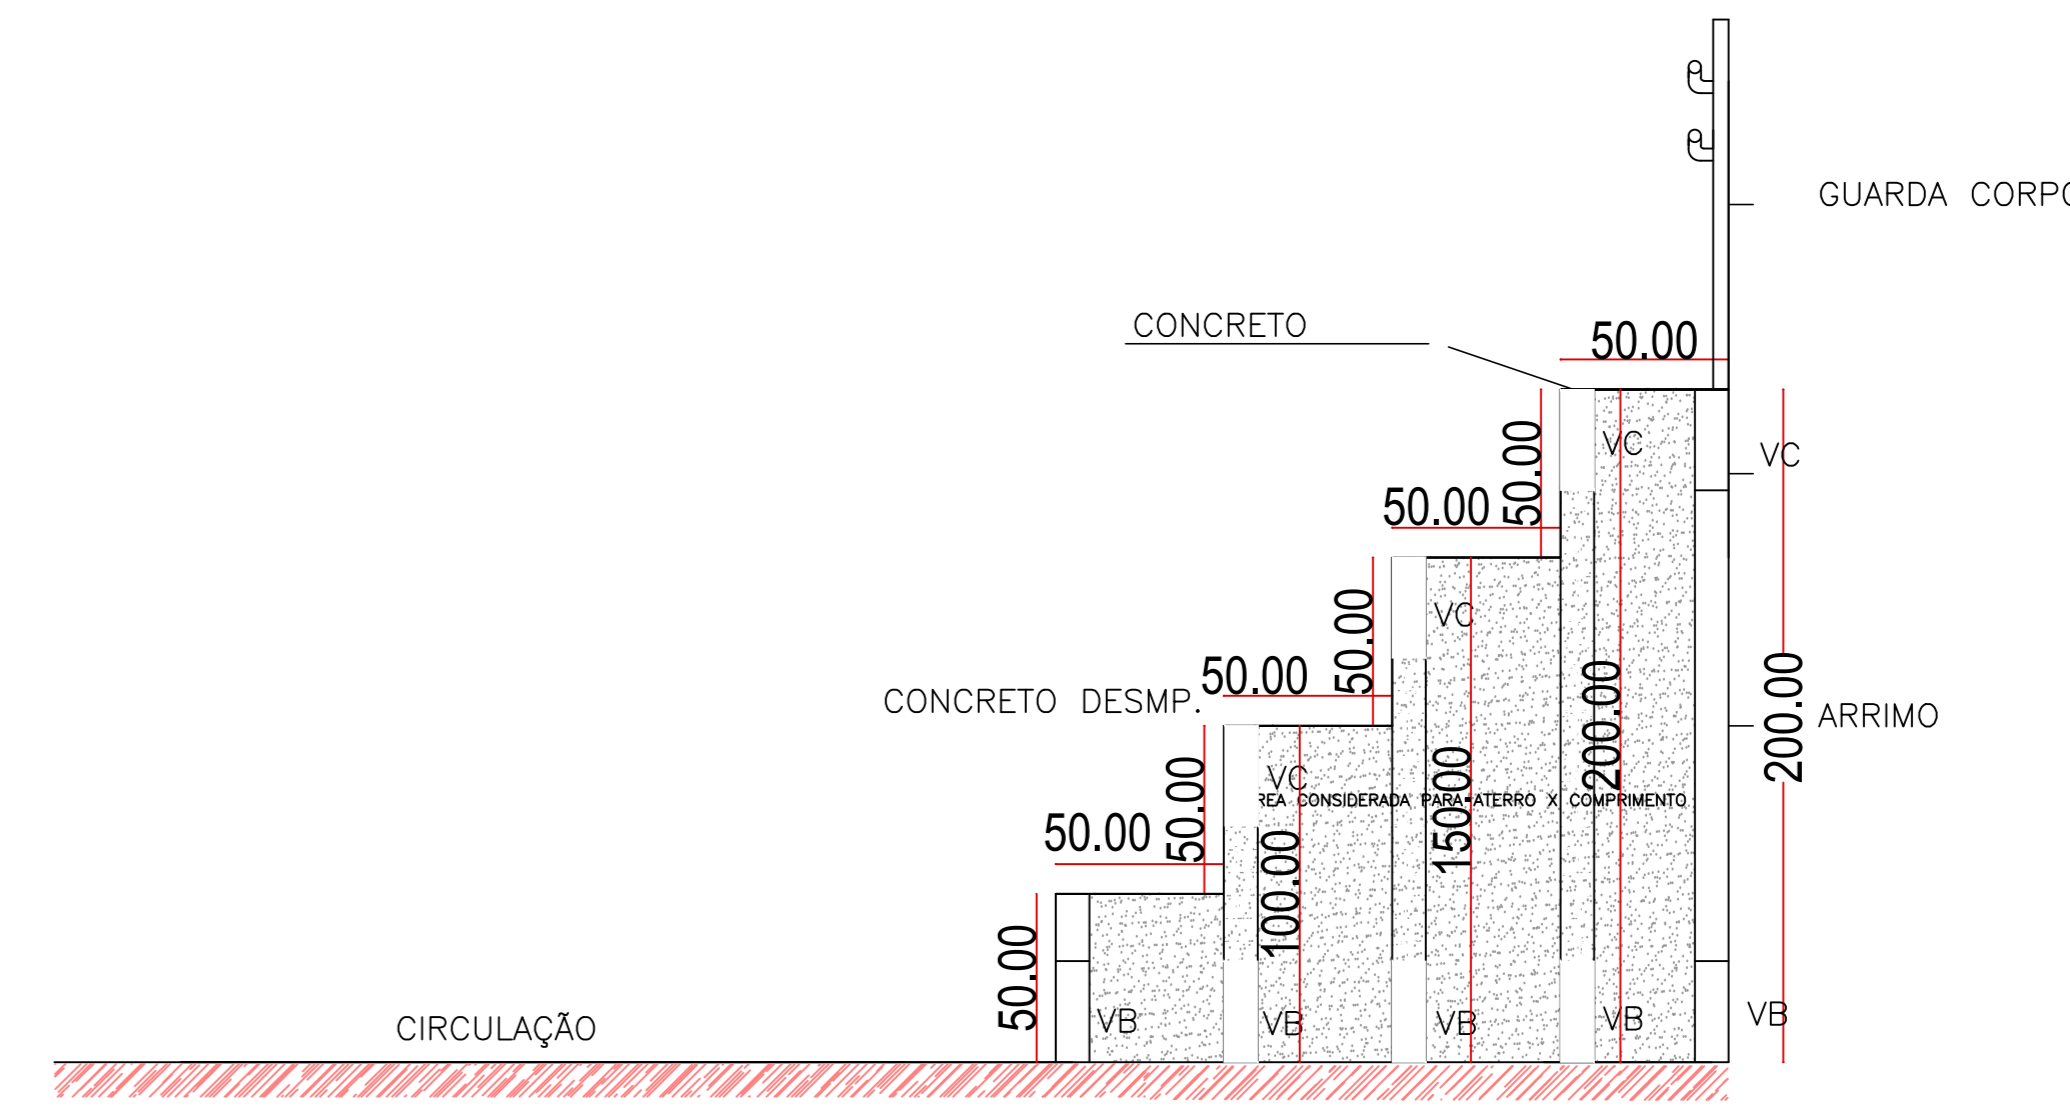 GUARDA CORPO
CONCRETO
50.00
VC
VC
50.00
50.00
VC
50.00
50.00
CONCRETO DESMP.
200.00
200.00
ARRIMO
VC
REA CONSIDERADA PARA ATERRO X COMPRIMENTO
50.00
50.00
150.00
100.00
50.00
CIRCULAÇÃO
VB
VB
VB
VB
VB